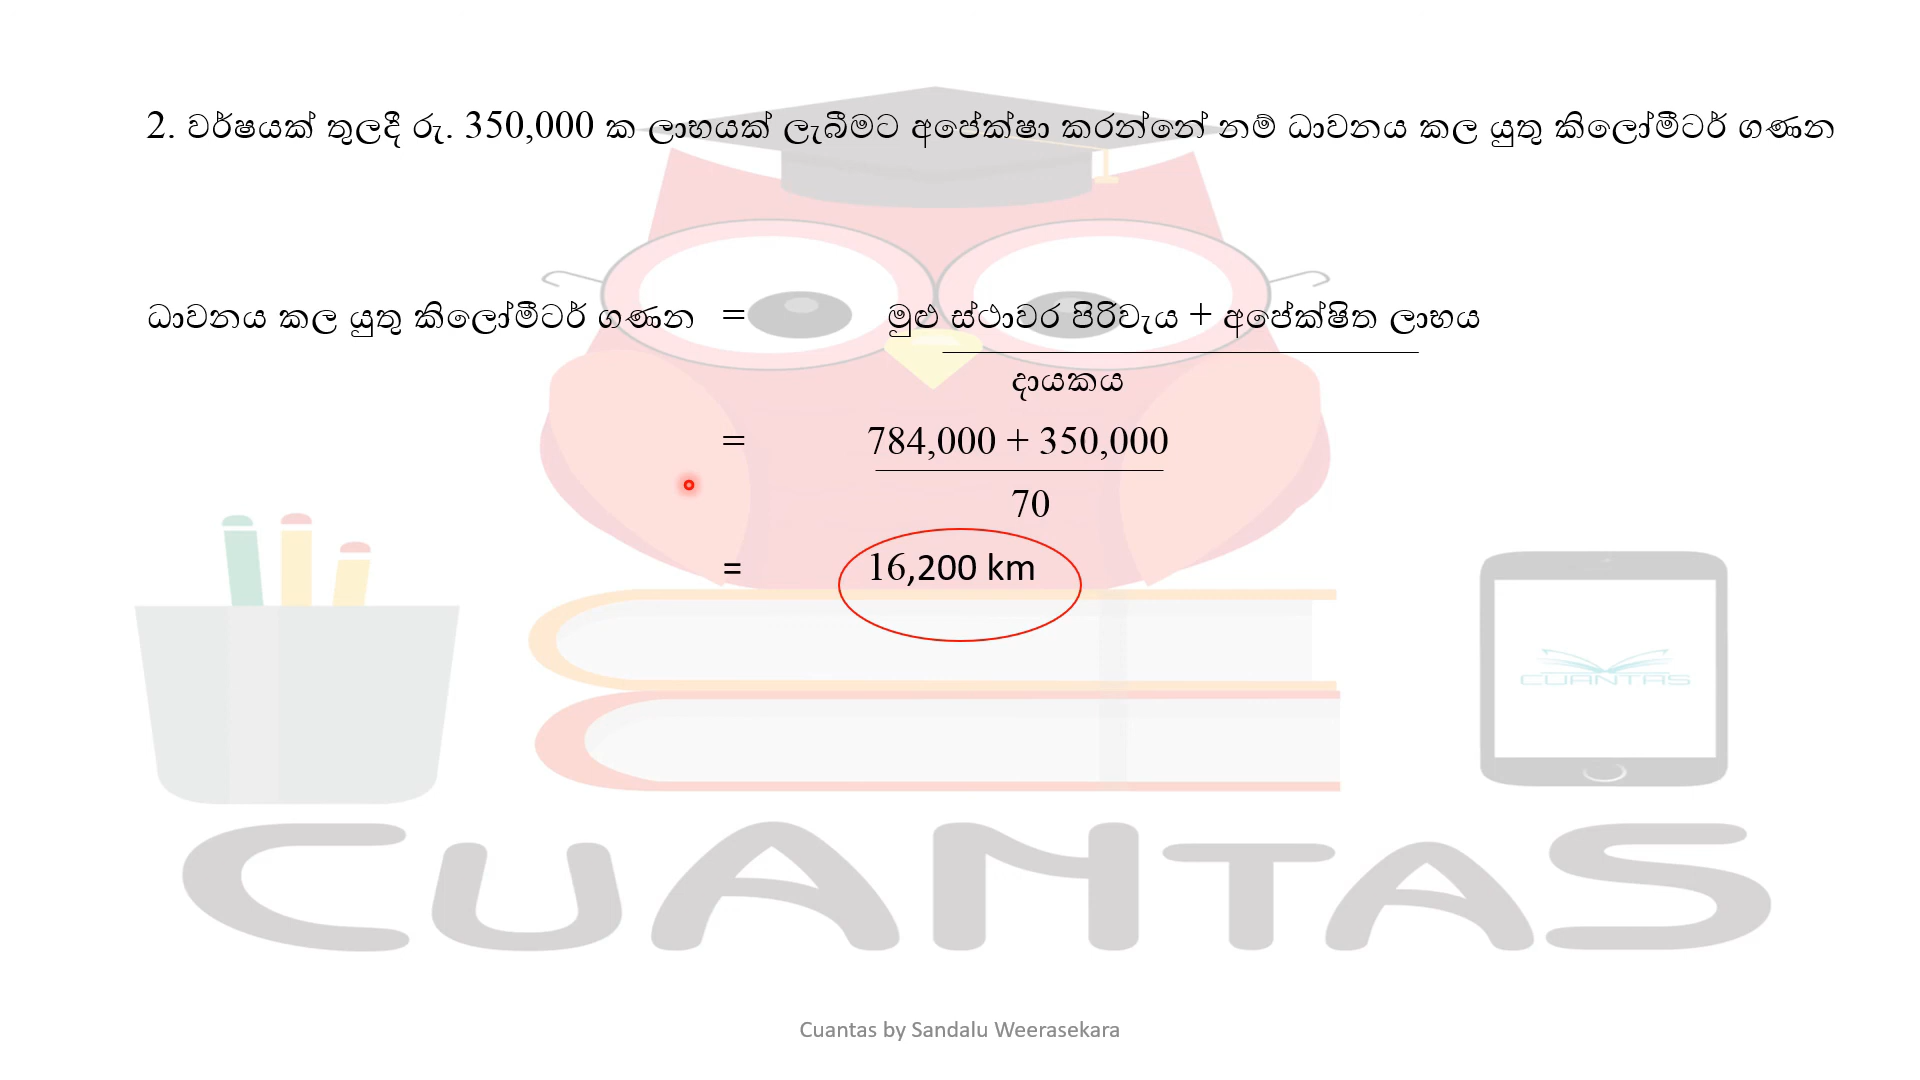 2. වර්ෂයක් තුලදී රු. 350,000 ක ලාභයක් ලැබීමට අපේක්ෂා කරන්නේ නම් ධාවනය කල යුතු කිලෝමීටර් ගණන
ධාවනය කල යුතු කිලෝමීටර් ගණන = මුළු ස්ථාවර පිරිවැය + අපේක්ෂිත ලාභය
දායකය
= 784,000 + 350,000
70
= 16,200 km
CUANTAS
CUANTAS
Cuantas by Sandalu Weerasekara